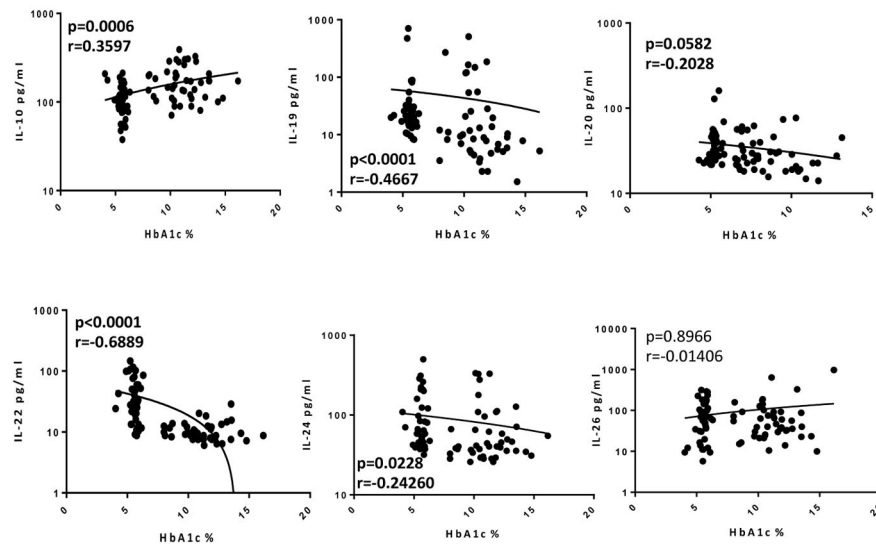 1000
p=0.0006
r=0.3597
IL-10 pg/ml
100
10
0
5
10
15
20
HbA1c %
1000
IL-19 pg/ml
100
10
p<0.0001
r=-0.4667
1
0
5
10
15
20
HbA1c %
1000
p=0.0582
r=-0.2028
IL-20 pg/ml
100
10
0
5
10
15
HbA1c %
1000
p<0.0001
r=-0.6889
IL-22 pg/ml
100
10
1
0
5
10
15
20
HbA1c %
1000
IL-24 pg/ml
100
p=0.0228
r=-0.24260
10
0
5
10
15
20
HbA1c %
10000
p=0.8966
r=-0.01406
IL-26 pg/ml
1000
100
10
1
0
5
10
15
20
HbA1c %